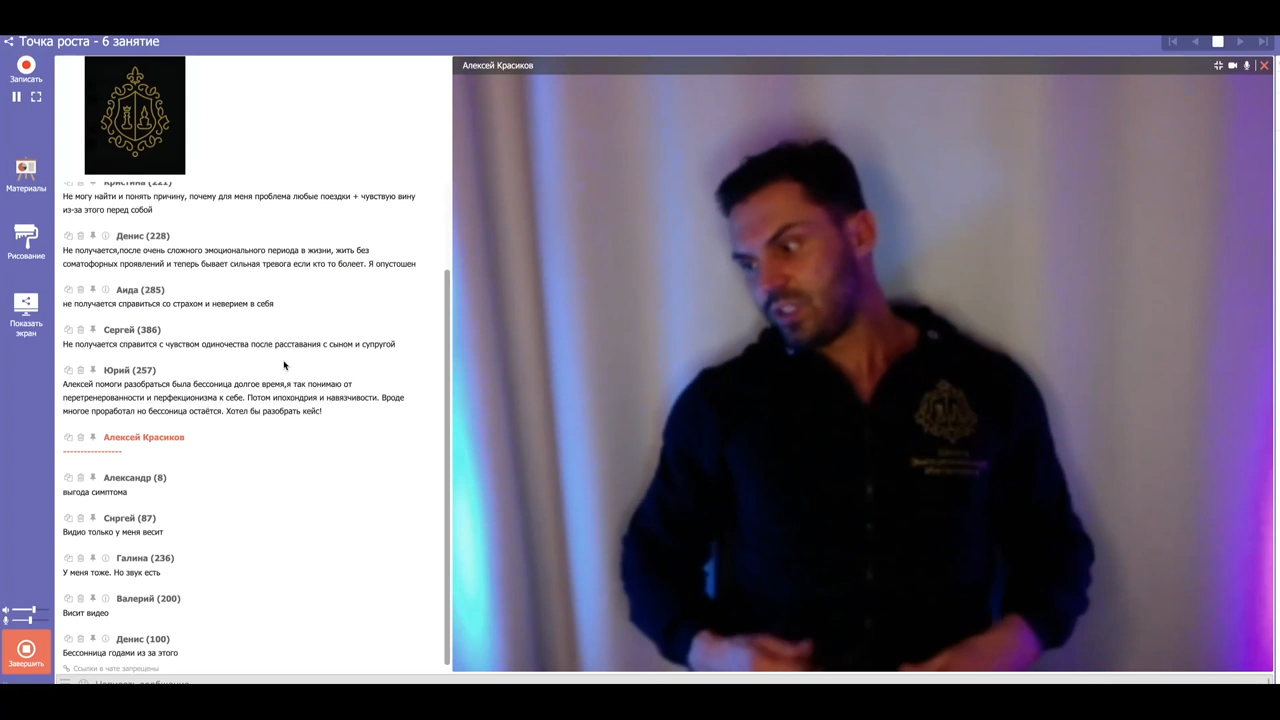 Точка роста - 6 занятие
Записать
Материалы
Рисование
Показать
экран
Завершить
Кристина (221)
Не могу найти и понять причину, почему для меня проблема любые поездки + чувствую вину
из-за этого перед собой
Денис (228)
Не получается,после очень сложного эмоционального периода в жизни, жить без
соматофорных проявлений и теперь бывает сильная тревога если кто то болеет. Я опустошен
Аида (285)
не получается справиться со страхом и неверием в себя
Сергей (386)
Не получается справится с чувством одиночества после расставания с сыном и супругой
Юрий (257)
Алексей помоги разобраться была бессоница долгое время,я так понимаю от
перетренерованности и перфекционизма к себе. Потом ипохондрия и навязчивости. Вроде
многое проработал но бессоница остаётся. Хотел бы разобрать кейс!
Алексей Красиков
-----------------
Александр (8)
выгода симптома
Снргей (87)
Видио только у меня весит
Галина (236)
У меня тоже. Но звук есть
Валерий (200)
Висит видео
Денис (100)
Бессонница годами из за этого
Ссылки в чате запрещены
Алексей Красиков